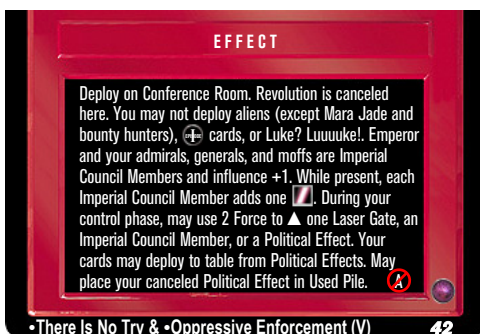 EFFECT
Deploy on Conference Room. Revolution is canceled
here. You may not deploy aliens (except Mara Jade and
bounty hunters), cards, or Luke? Luuuuke!. Emperor
and your admirals, generals, and moffs are Imperial
Council Members and influence +1. While present, each
Imperial Council Member adds one . During your
control phase, may use 2 Force to ▲ one Laser Gate, an
Imperial Council Member, or a Political Effect. Your
cards may deploy to table from Political Effects. May
place your canceled Political Effect in Used Pile. A
•There Is No Try & •Oppressive Enforcement (V) 42